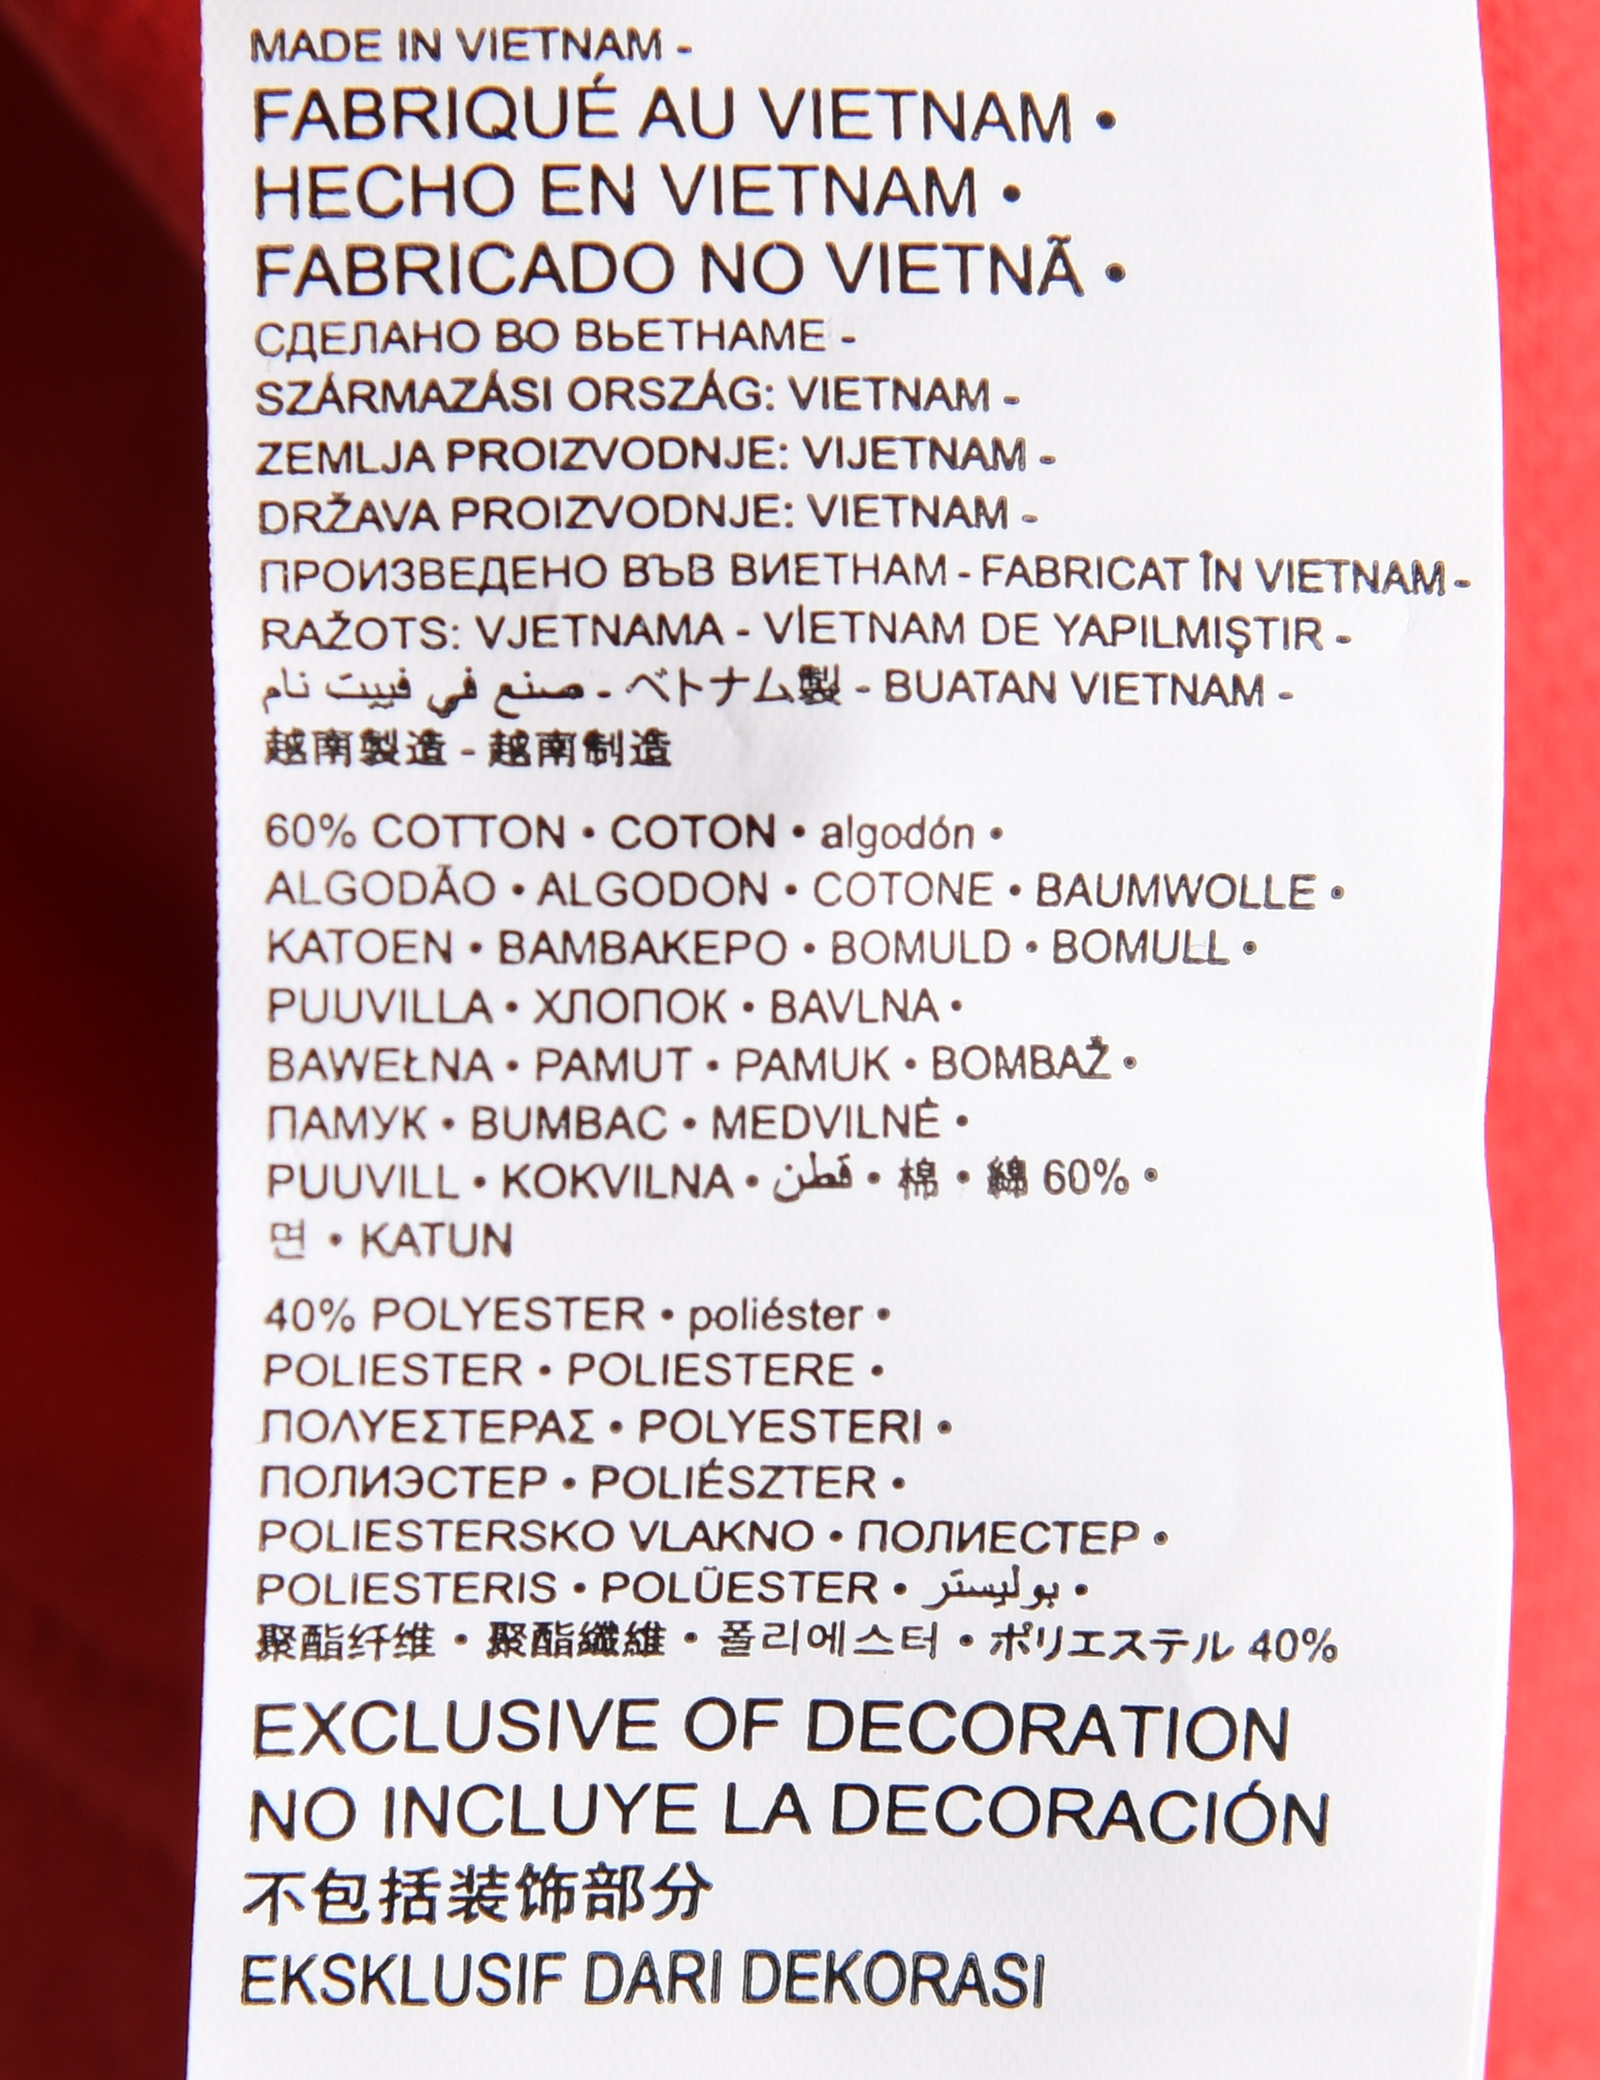 MADE IN VIETNAM -
FABRIQUÉ AU VIETNAM •
HECHO EN VIETNAM •
FABRICADO NO VIETNÃ •
СДЕЛАНО ВО ВЬЕТНАМЕ -
SZÁRMAZÁSI ORSZÁG: VIETNAM -
ZEMLJA PROIZVODNJE: VIJETNAM -
DRŽAVA PROIZVODNJE: VIETNAM -
ПРОИЗВЕДЕНО ВЪВ ВИЕТНАМ - FABRICAT ÎN VIETNAM -
RAŽOTS: VJETNAMA - VİETNAM DE YAPILMIŞTIR -
صنع في فييت نام - ベトナム製 - BUATAN VIETNAM -
越南製造 - 越南制造
60% COTTON • COTON • algodón •
ALGODÃO • ALGODON • COTONE • BAUMWOLLE •
KATOEN • ΒΑΜΒΑΚΕΡΟ • BOMULD • BOMULL •
PUUVILLA • ХЛОПОК • BAVLNA •
BAWEŁNA • PAMUT • PAMUK • BOMBAŽ •
ПАМУК • BUMBAC • MEDVILNĖ •
PUUVILL • KOKVILNA • قطن • 棉 • 綿 60% •
면 • KATUN
40% POLYESTER • poliéster •
POLIESTER • POLIESTERE •
ΠΟΛΥΕΣΤΕΡΑΣ • POLYESTERI •
ПОЛИЭСТЕР • POLIÉSZTER •
POLIESTERSKO VLAKNO • ПОЛИЕСТЕР •
POLIESTERIS • POLÜESTER • بوليستر •
聚酯纤维 • 聚酯纖維 • 폴리에스터 • ポリエステル 40%
EXCLUSIVE OF DECORATION
NO INCLUYE LA DECORACIÓN
不包括装饰部分
EKSKLUSIF DARI DEKORASI